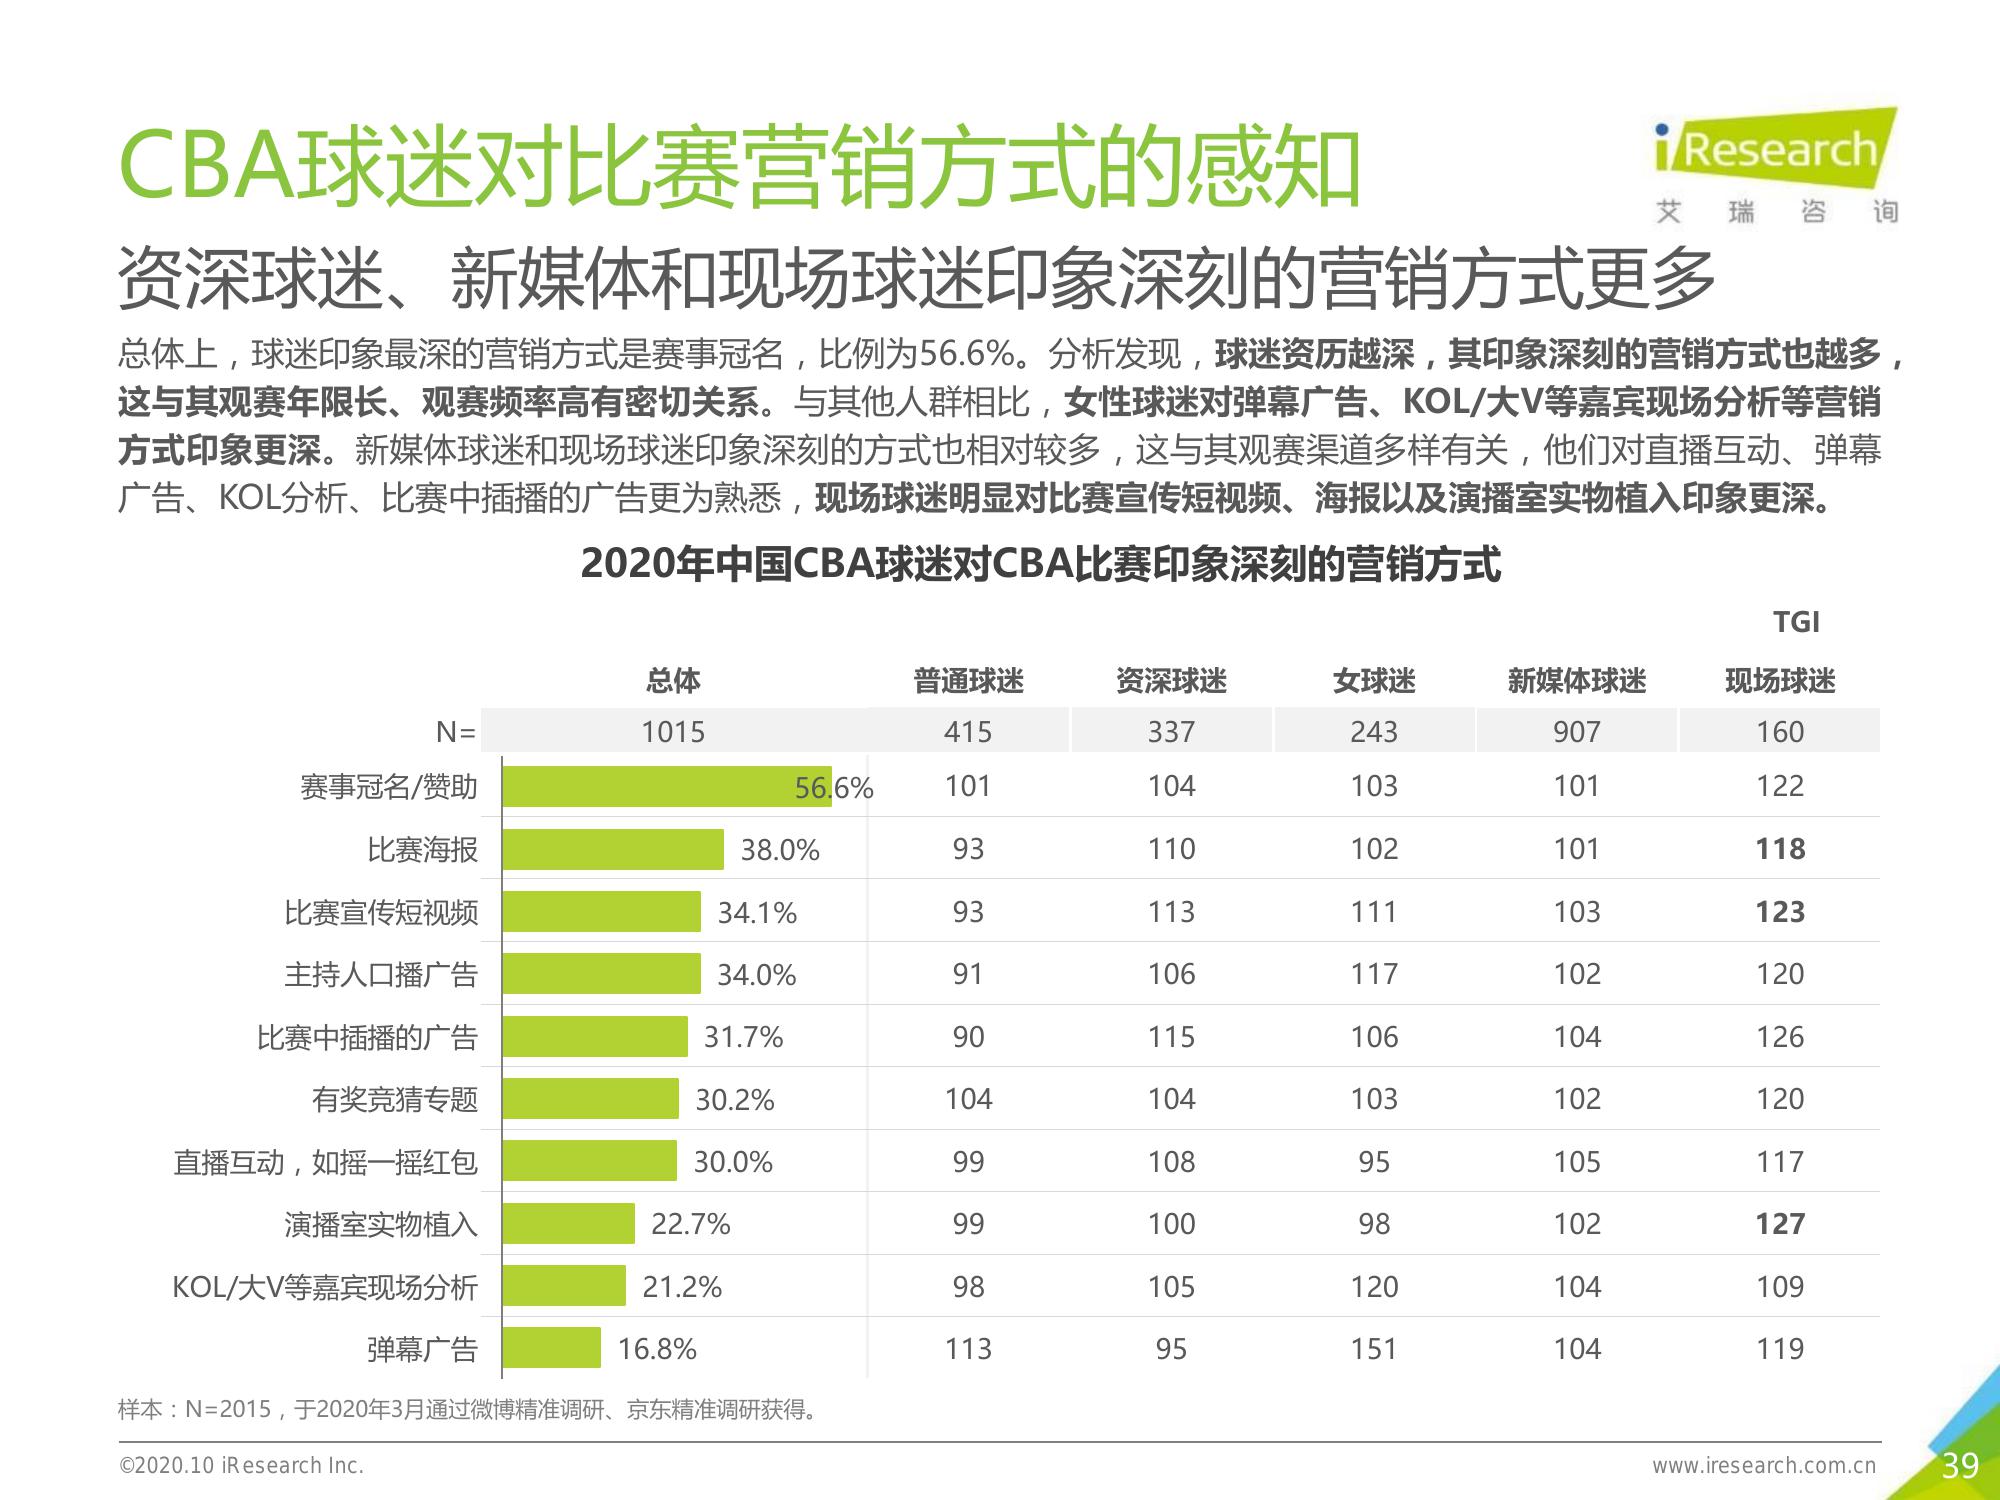 CBA球迷对比赛营销方式的感知
iResearch
艾瑞咨询
资深球迷、新媒体和现场球迷印象深刻的营销方式更多
总体上，球迷印象最深的营销方式是赛事冠名，比例为56.6%。分析发现，球迷资历越深，其印象深刻的营销方式也越多，
这与其观赛年限长、观赛频率高有密切关系。与其他人群相比，女性球迷对弹幕广告、KOL/大V等嘉宾现场分析等营销
方式印象更深。新媒体球迷和现场球迷印象深刻的方式也相对较多，这与其观赛渠道多样有关，他们对直播互动、弹幕
广告、KOL分析、比赛中插播的广告更为熟悉，现场球迷明显对比赛宣传短视频、海报以及演播室实物植入印象更深。
2020年中国CBA球迷对CBA比赛印象深刻的营销方式
TGI
总体 普通球迷 资深球迷 女球迷 新媒体球迷 现场球迷
N= 1015 415 337 243 907 160
赛事冠名/赞助 56.6% 101 104 103 101 122
比赛海报 38.0% 93 110 102 101 118
比赛宣传短视频 34.1% 93 113 111 103 123
主持人口播广告 34.0% 91 106 117 102 120
比赛中插播的广告 31.7% 90 115 106 104 126
有奖竞猜专题 30.2% 104 104 103 102 120
直播互动，如摇一摇红包 30.0% 99 108 95 105 117
演播室实物植入 22.7% 99 100 98 102 127
KOL/大V等嘉宾现场分析 21.2% 98 105 120 104 109
弹幕广告 16.8% 113 95 151 104 119
样本：N=2015，于2020年3月通过微博精准调研、京东精准调研获得。
©2020.10 iResearch Inc.
www.iresearch.com.cn
39